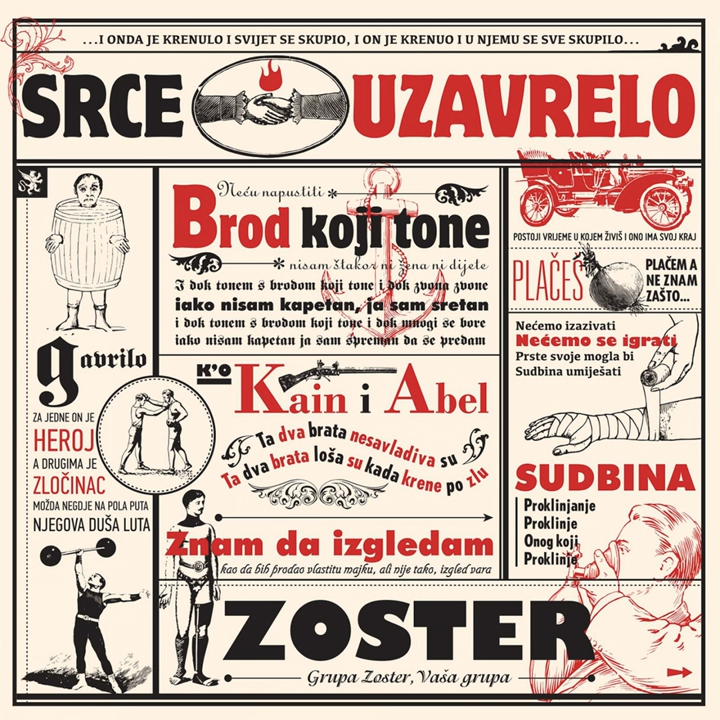 ...I ONDA JE KRENULO I SVIJET SE SKUPIO, I ON JE KRENUO I U NJEMU SE SVE SKUPILO...
SRCE UZAVRELO
gavrilo
ZA JEDNE ON JE
HEROJ
A DRUGIMA JE
ZLOČINAC
MOŽDA NEGDJE NA POLA PUTA
NJEGOVA DUŠA LUTA
Neću napustiti
Brod koji tone
nisam štakor ni žena ni dijete
I dok tonem s brodom koji tone i dok zvona zvone
iako nisam kapetan, ja sam sretan
i dok tonem s brodom koji tone i dok mnogi se bore
iako nisam kapetan ja sam spreman da se predam
K'O
Kain i Abel
Ta dva brata nesavladiva su
Ta dva brata loša su kada krene po zlu
Znam da izgledam
kao da bih prodao vlastitu majku, ali nije tako, izgled vara
POSTOJI VRIJEME U KOJEM ŽIVIŠ I ONO IMA SVOJ KRAJ
PLAČEŠ
PLAČEM A
NE ZNAM
ZAŠTO...
Nećemo izazivati
Nećemo se igrati
Prste svoje mogla bi
Sudbina umiješati
SUDBINA
Proklinjanje
Proklinje
Onog koji
Proklinje
ZOSTER
Grupa Zoster, Vaša grupa